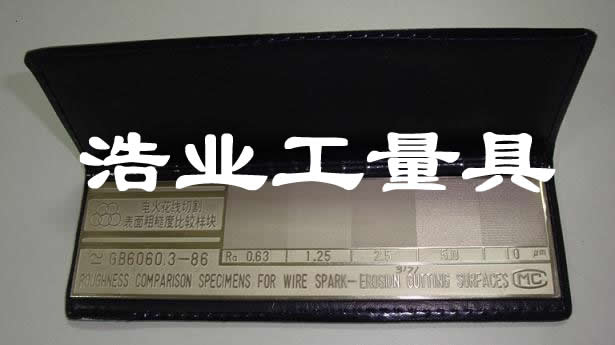 浩业工量具
电火花线切割
表面粗糙度比较样块
GB6060.3-86
Ra 0.63 1.25 2.5 5.0 10 μm
ROUGHNESS COMPARISON SPECIMENS FOR WIRE SPARK-EROSION CUTTING SURFACES MC